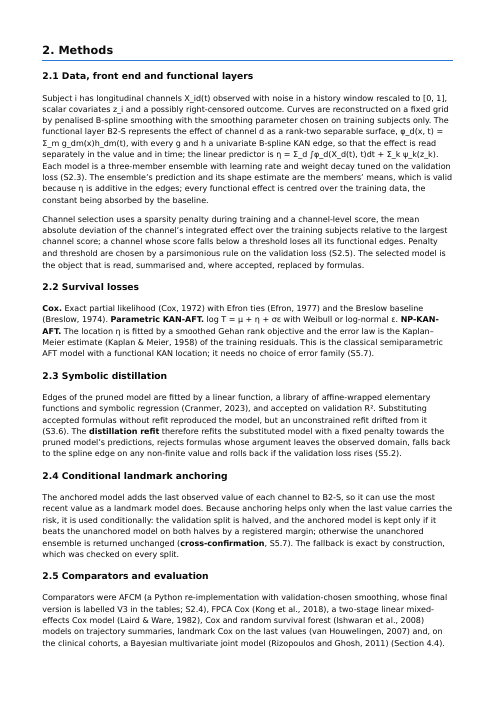 2. Methods
2.1 Data, front end and functional layers
Subject i has longitudinal channels X_id(t) observed with noise in a history window rescaled to [0, 1],
scalar covariates z_i and a possibly right-censored outcome. Curves are reconstructed on a fixed grid
by penalised B-spline smoothing with the smoothing parameter chosen on training subjects only. The
functional layer B2-S represents the effect of channel d as a rank-two separable surface, φ_d(x, t) =
Σ_m g_dm(x)h_dm(t), with every g and h a univariate B-spline KAN edge, so that the effect is read
separately in the value and in time; the linear predictor is η = Σ_d ∫φ_d(X_d(t), t)dt + Σ_k ψ_k(z_k).
Each model is a three-member ensemble with learning rate and weight decay tuned on the validation
loss (S2.3). The ensemble’s prediction and its shape estimate are the members’ means, which is valid
because η is additive in the edges; every functional effect is centred over the training data, the
constant being absorbed by the baseline.
Channel selection uses a sparsity penalty during training and a channel-level score, the mean
absolute deviation of the channel’s integrated effect over the training subjects relative to the largest
channel score; a channel whose score falls below a threshold loses all its functional edges. Penalty
and threshold are chosen by a parsimonious rule on the validation loss (S2.5). The selected model is
the object that is read, summarised and, where accepted, replaced by formulas.
2.2 Survival losses
Cox. Exact partial likelihood (Cox, 1972) with Efron ties (Efron, 1977) and the Breslow baseline
(Breslow, 1974). Parametric KAN-AFT. log T = μ + η + σε with Weibull or log-normal ε. NP-KAN-
AFT. The location η is fitted by a smoothed Gehan rank objective and the error law is the Kaplan–
Meier estimate (Kaplan & Meier, 1958) of the training residuals. This is the classical semiparametric
AFT model with a functional KAN location; it needs no choice of error family (S5.7).
2.3 Symbolic distillation
Edges of the pruned model are fitted by a linear function, a library of affine-wrapped elementary
functions and symbolic regression (Cranmer, 2023), and accepted on validation R². Substituting
accepted formulas without refit reproduced the model, but an unconstrained refit drifted from it
(S3.6). The distillation refit therefore refits the substituted model with a fixed penalty towards the
pruned model’s predictions, rejects formulas whose argument leaves the observed domain, falls back
to the spline edge on any non-finite value and rolls back if the validation loss rises (S5.2).
2.4 Conditional landmark anchoring
The anchored model adds the last observed value of each channel to B2-S, so it can use the most
recent value as a landmark model does. Because anchoring helps only when the last value carries the
risk, it is used conditionally: the validation split is halved, and the anchored model is kept only if it
beats the unanchored model on both halves by a registered margin; otherwise the unanchored
ensemble is returned unchanged (cross-confirmation, S5.7). The fallback is exact by construction,
which was checked on every split.
2.5 Comparators and evaluation
Comparators were AFCM (a Python re-implementation with validation-chosen smoothing, whose final
version is labelled V3 in the tables; S2.4), FPCA Cox (Kong et al., 2018), a two-stage linear mixed-
effects Cox model (Laird & Ware, 1982), Cox and random survival forest (Ishwaran et al., 2008)
models on trajectory summaries, landmark Cox on the last values (van Houwelingen, 2007) and, on
the clinical cohorts, a Bayesian multivariate joint model (Rizopoulos and Ghosh, 2011) (Section 4.4).